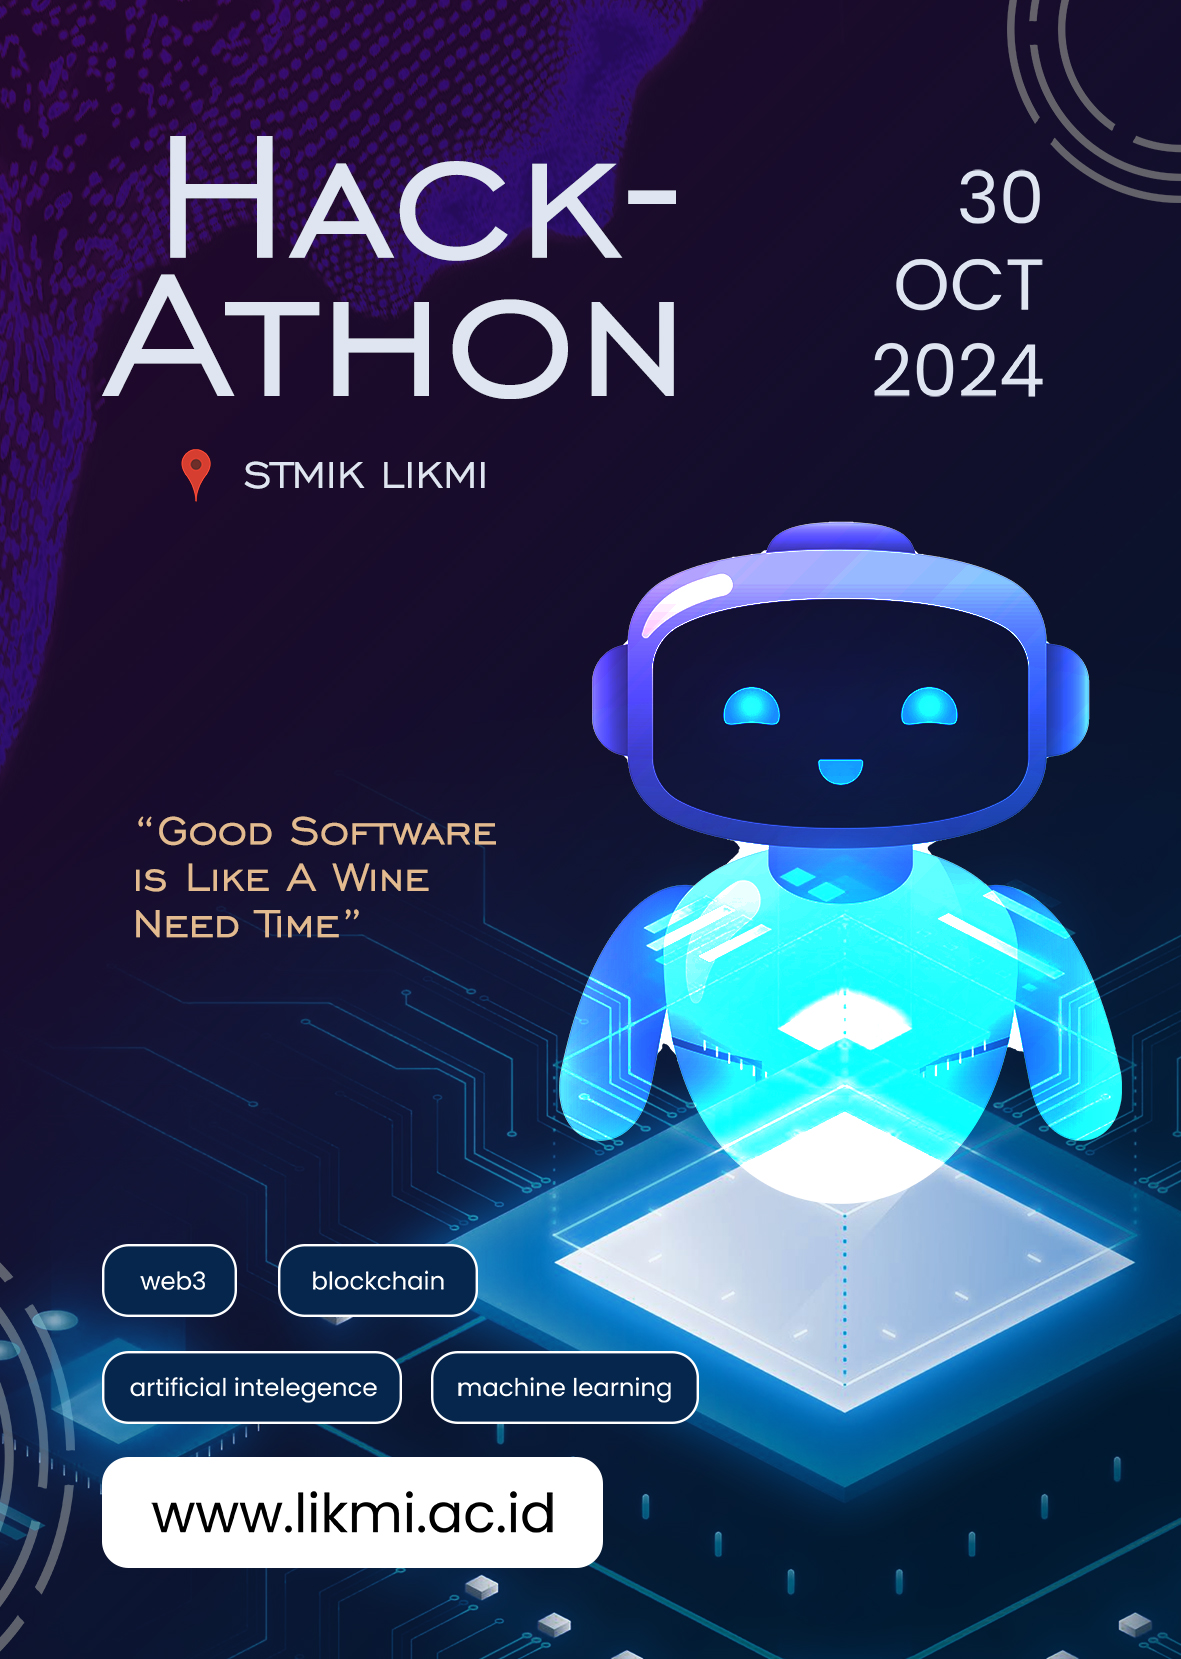 HACK-
ATHON
30
OCT
2024
STMIK LIKMI
“GOOD SOFTWARE
IS LIKE A WINE
NEED TIME”
web3
blockchain
artificial intelegence
machine learning
www.likmi.ac.id